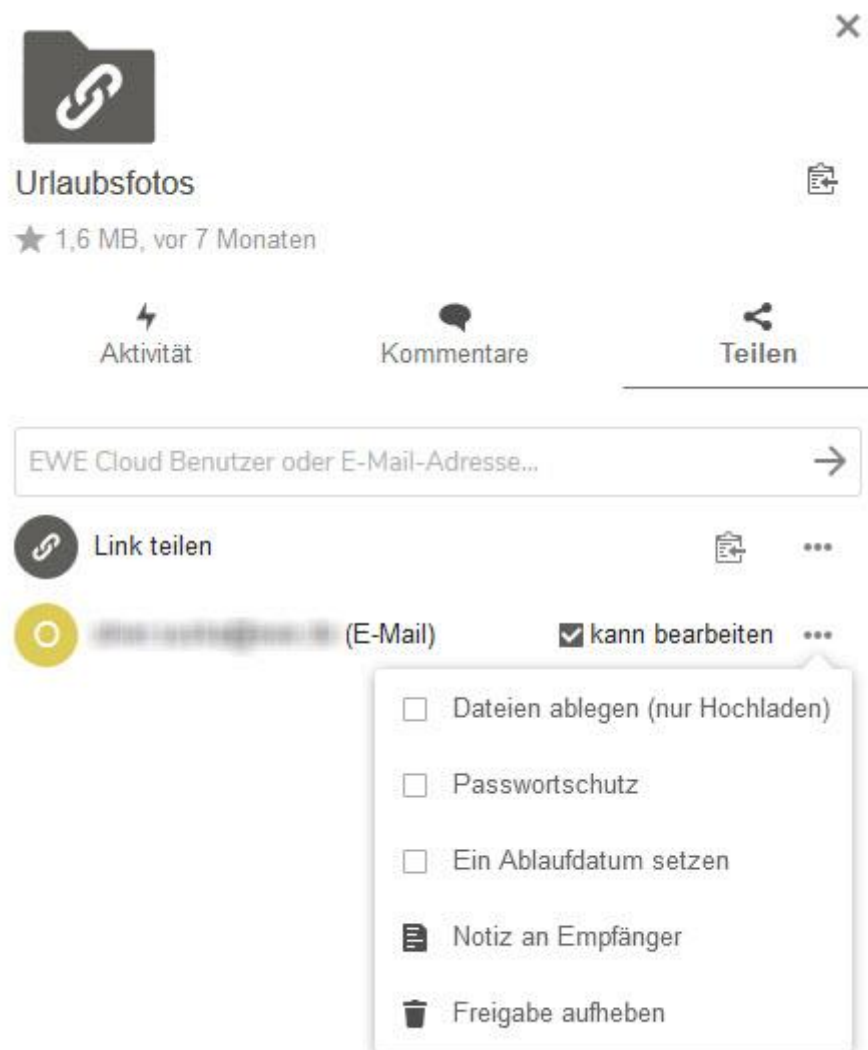 Urlaubsfotos
1,6 MB, vor 7 Monaten
Aktivität Kommentare Teilen
EWE Cloud Benutzer oder E-Mail-Adresse...
Link teilen
O (E-Mail) kann bearbeiten
Dateien ablegen (nur Hochladen)
Passwortschutz
Ein Ablaufdatum setzen
Notiz an Empfänger
Freigabe aufheben